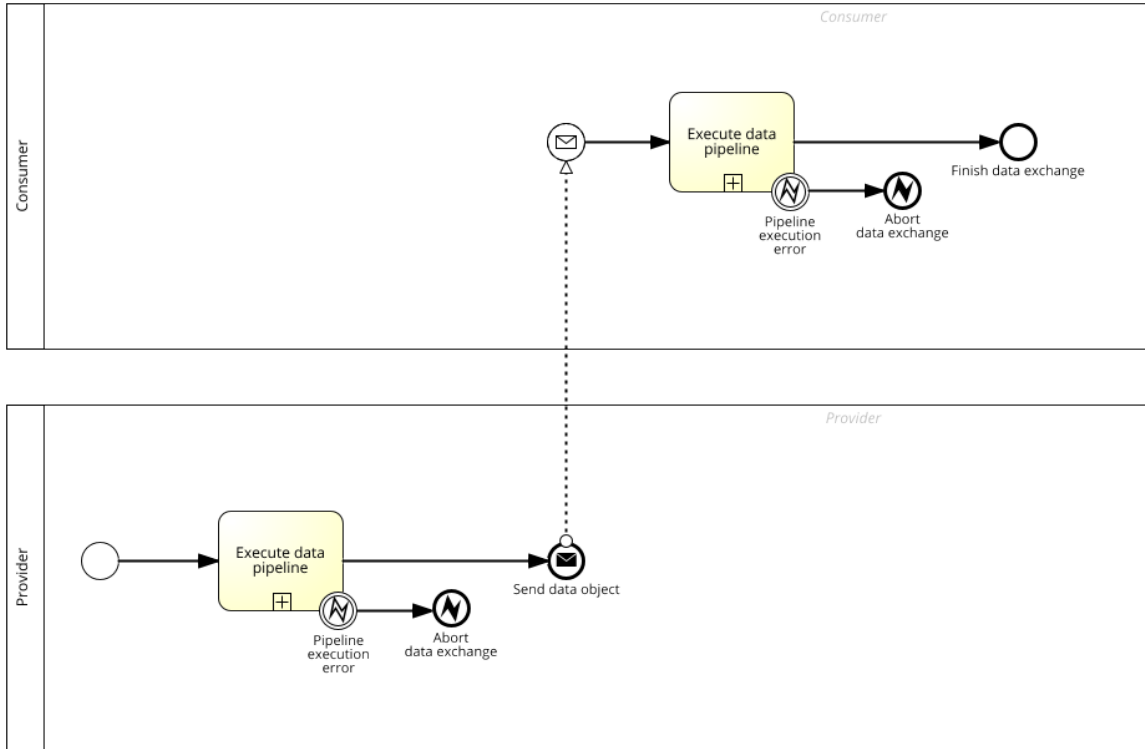 Consumer
Consumer
Execute data
pipeline
Finish data exchange
Pipeline
execution
error
Abort
data exchange
Provider
Provider
Execute data
pipeline
Send data object
Pipeline
execution
error
Abort
data exchange